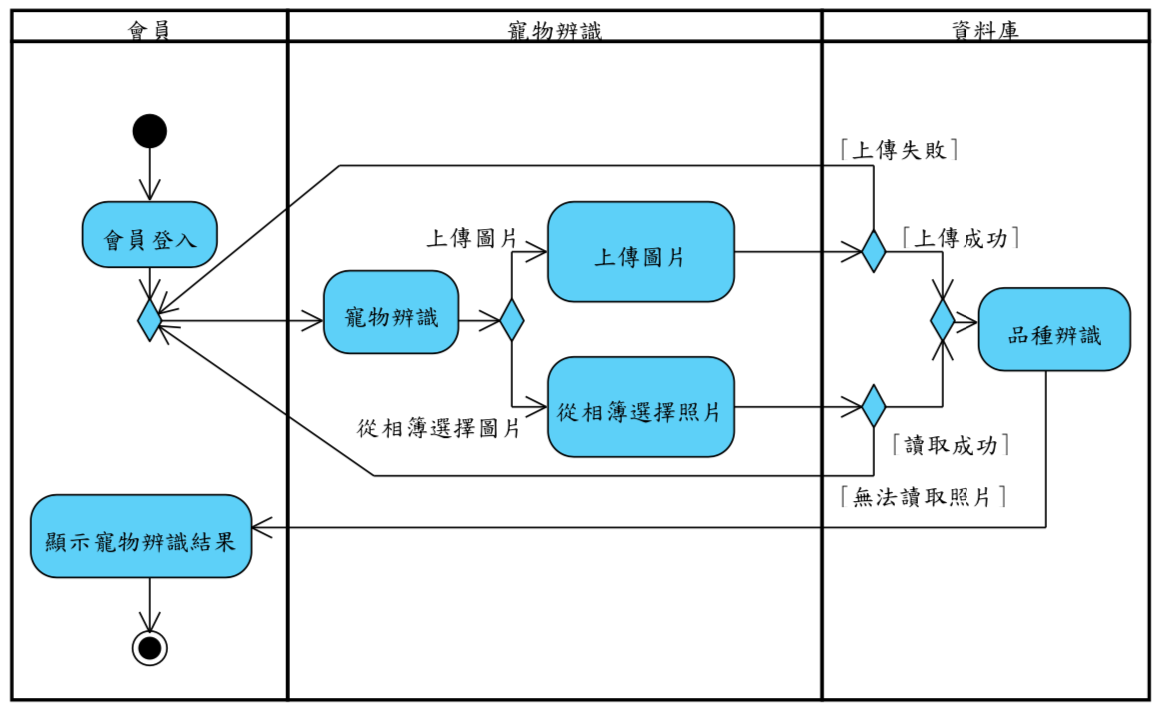 會員
寵物辨識
資料庫
「上傳失敗」
會員登入
上傳圖片
上傳圖片
「上傳成功」
寵物辨識
品種辨識
從相簿選擇圖片
從相簿選擇照片
「讀取成功」
「無法讀取照片」
顯示寵物辨識結果